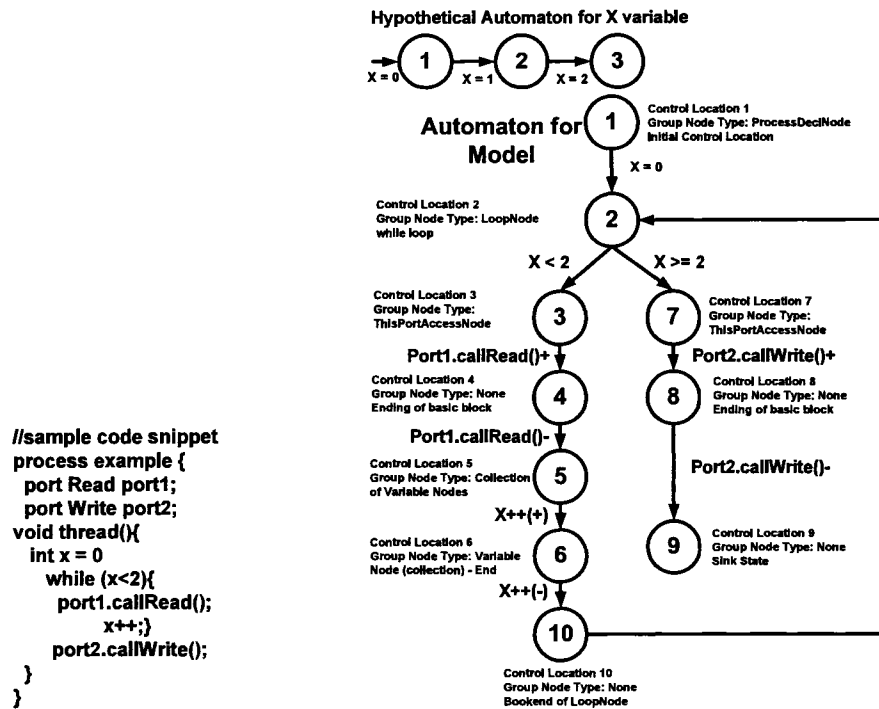 Hypothetical Automaton for X variable
1
2
3
X = 0
X = 1
X = 2
Automaton for
Model
1
Control Location 1
Group Node Type: ProcessDeclNode
Initial Control Location
X = 0
Control Location 2
Group Node Type: LoopNode
while loop
2
X < 2
X >= 2
Control Location 3
Group Node Type:
ThisPortAccessNode
3
7
Control Location 7
Group Node Type:
ThisPortAccessNode
Port1.callRead()+
Port2.callWrite()+
Control Location 4
Group Node Type: None
Ending of basic block
4
8
Control Location 8
Group Node Type: None
Ending of basic block
Port1.callRead()-
Port2.callWrite()-
Control Location 5
Group Node Type: Collection
of Variable Nodes
5
X++(+)
Control Location 6
Group Node Type: Variable
Node (collection) - End
6
9
Control Location 9
Group Node Type: None
Sink State
X++(-)
10
Control Location 10
Group Node Type: None
Bookend of LoopNode
//sample code snippet
process example {
port Read port1;
port Write port2;
void thread(){
int x = 0
while (x<2){
port1.callRead();
x++;}
port2.callWrite();
}
}